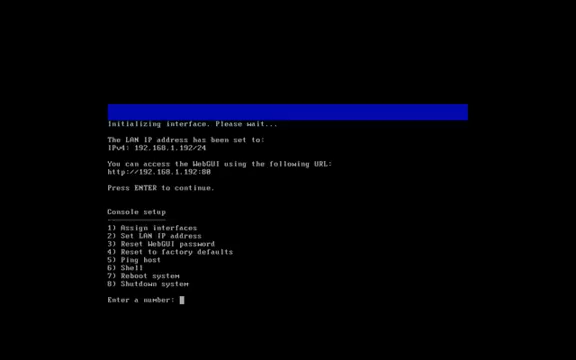 Initializing interface. Please wait...
The LAN IP address has been set to:
IPv4: 192.168.1.192/24
You can access the WebGUI using the following URL:
http://192.168.1.192:80
Press ENTER to continue.
Console setup
-------------
1) Assign interfaces
2) Set LAN IP address
3) Reset WebGUI password
4) Reset to factory defaults
5) Ping host
6) Shell
7) Reboot system
8) Shutdown system
Enter a number: